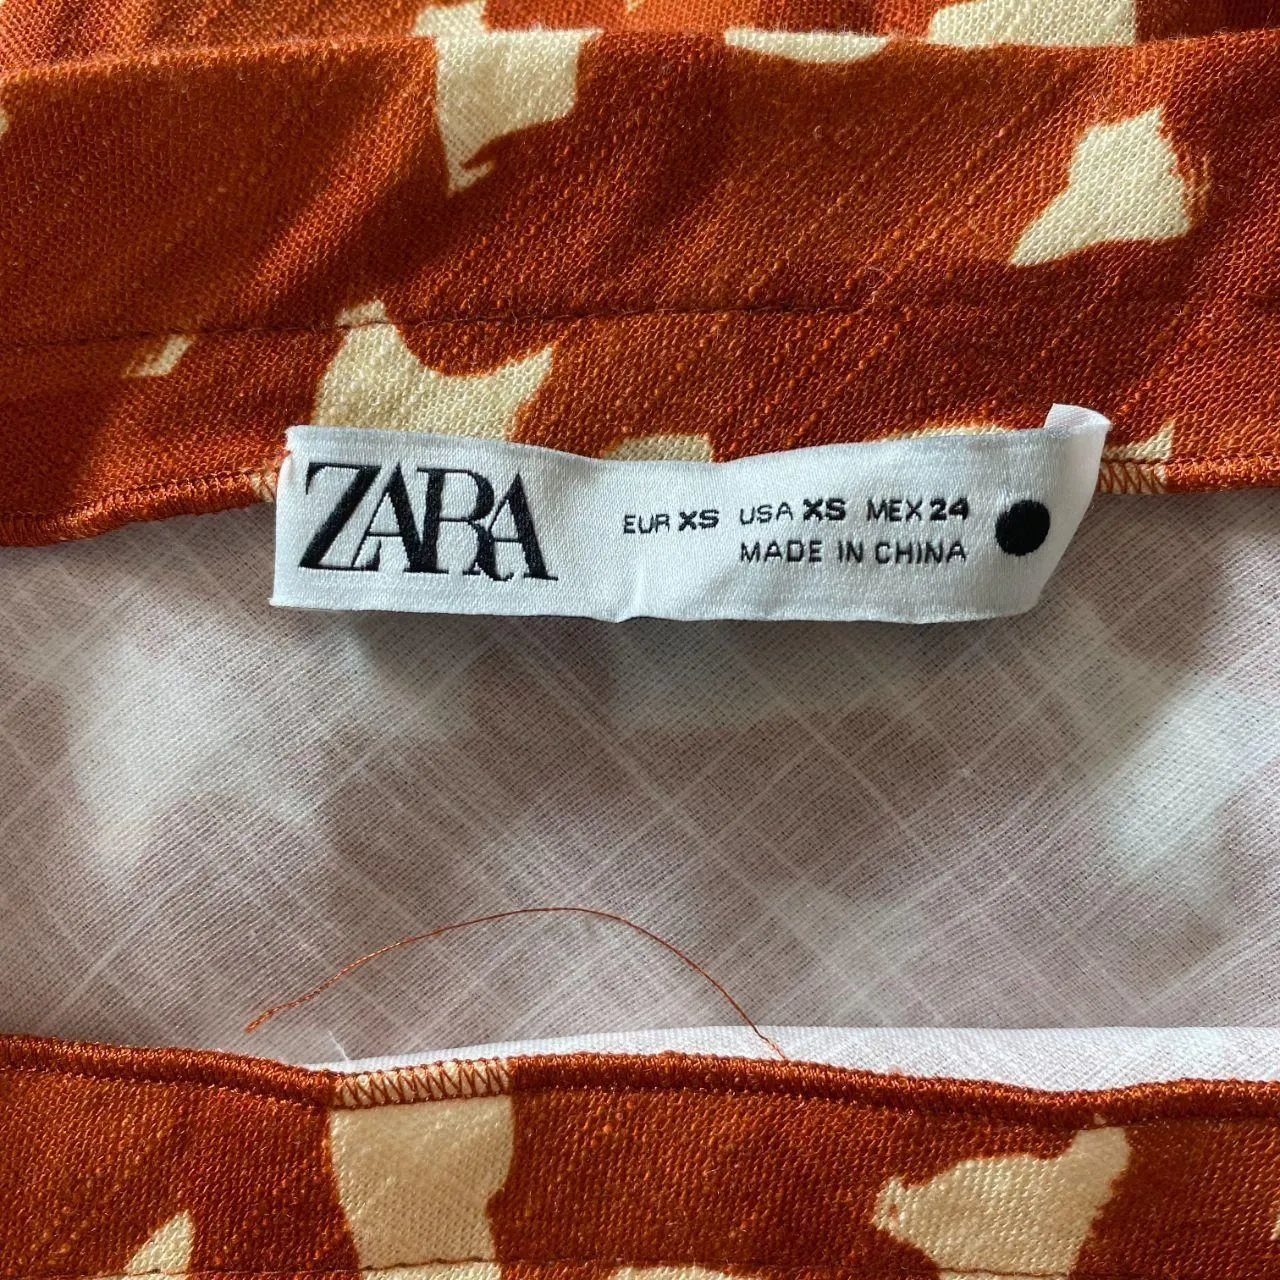 ZARA
EUR XS USA XS MEX 24
MADE IN CHINA